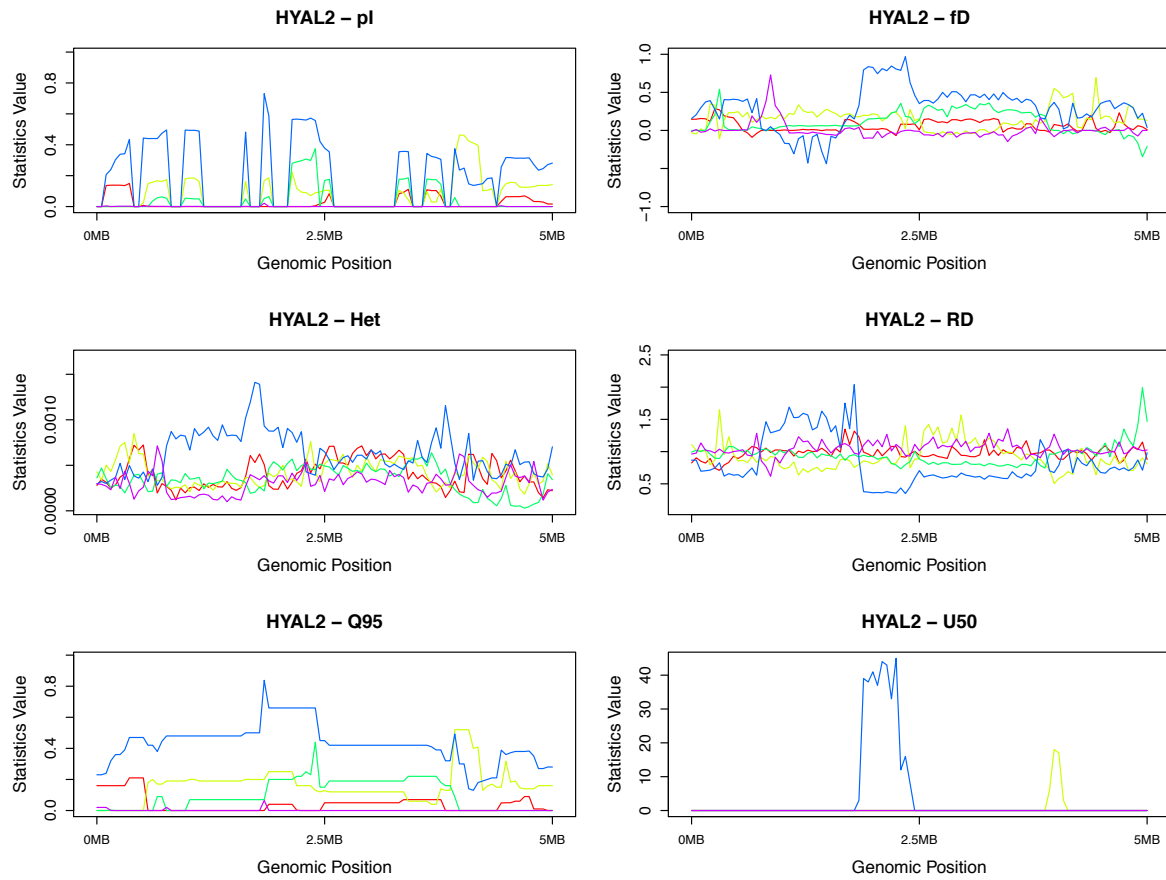 HYAL2 – pI
Statistics Value
0.0 0.4 0.8
0MB 2.5MB 5MB
Genomic Position
HYAL2 – fD
Statistics Value
−1.0 0.0 0.5 1.0
0MB 2.5MB 5MB
Genomic Position
HYAL2 – Het
Statistics Value
0.0000 0.0010
0MB 2.5MB 5MB
Genomic Position
HYAL2 – RD
Statistics Value
0.5 1.5 2.5
0MB 2.5MB 5MB
Genomic Position
HYAL2 – Q95
Statistics Value
0.0 0.4 0.8
0MB 2.5MB 5MB
Genomic Position
HYAL2 – U50
Statistics Value
0 10 20 30 40
0MB 2.5MB 5MB
Genomic Position